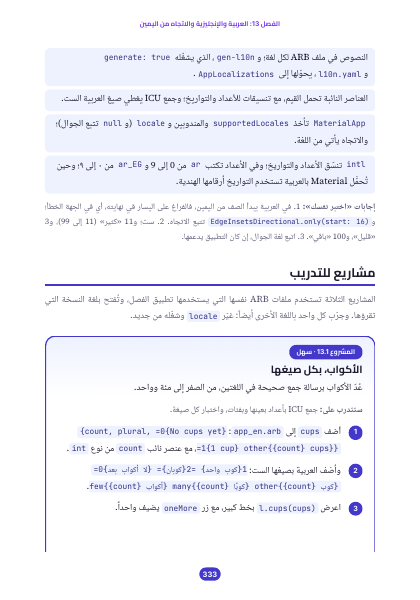 الفصل 13: العربية والإنجليزية والاتجاه من اليمين
النصوص في ملف ARB لكل لغة؛ و gen-l10n ، الذي يشغّله generate: true
و l10n.yaml ، يحوّلها إلى AppLocalizations .
العناصر النائبة تحمل القيم، مع تنسيقات للأعداد والتواريخ؛ وجمع ICU يغطي صيغ العربية الست.
MaterialApp تأخذ supportedLocales والمندوبين و locale (و null تتبع الجوال)؛
والاتجاه يأتي من اللغة.
intl تنسّق الأعداد والتواريخ؛ وفي الأعداد تكتب ar من 0 إلى 9 و ar_EG من ٠ إلى ٩؛ وحين
تُحمَّل Material بالعربية تستخدم التواريخ أرقامها الهندية.
إجابات «اختبر نفسك»: 1. في العربية يبدأ الصف من اليمين، فالفراغ على اليسار في نهايته، أي في الجهة الخطأ؛
و EdgeInsetsDirectional.only(start: 16) تتبع الاتجاه. 2. ست؛ و11 «كثير» (11 إلى 99)، و3
«قليل»، و100 «باقي». 3. اتبع لغة الجوال، إن كان التطبيق يدعمها.
مشاريع للتدريب
المشاريع الثلاثة تستخدم ملفات ARB نفسها التي يستخدمها تطبيق الفصل، وتُفتح بلغة النسخة التي
تقرؤها. وجرّب كل واحد باللغة الأخرى أيضاً: غيّر locale وشغّله من جديد.
المشروع 13.1 · سهل
الأكواب، بكل صيغها
عُدّ الأكواب برسالة جمع صحيحة في اللغتين، من الصفر إلى مئة وواحد.
ستتدرب على: جمع ICU بأعداد بعينها وبفئات، واختيار كل صيغة.
1 أضف cups إلى app_en.arb : {count, plural, =0{No cups yet}
=1{1 cup} other{{count} cups}} ، مع عنصر نائب count من نوع int .
2 وأضف العربية بصيغها الست: =0{لا أكواب بعد} =1{كوب واحد} =2{كوبان}
few{{count} أكواب} many{{count} كوبًا} other{{count} كوب} .
3 اعرض l.cups(cups) بخط كبير، مع زر oneMore يضيف واحداً.
333